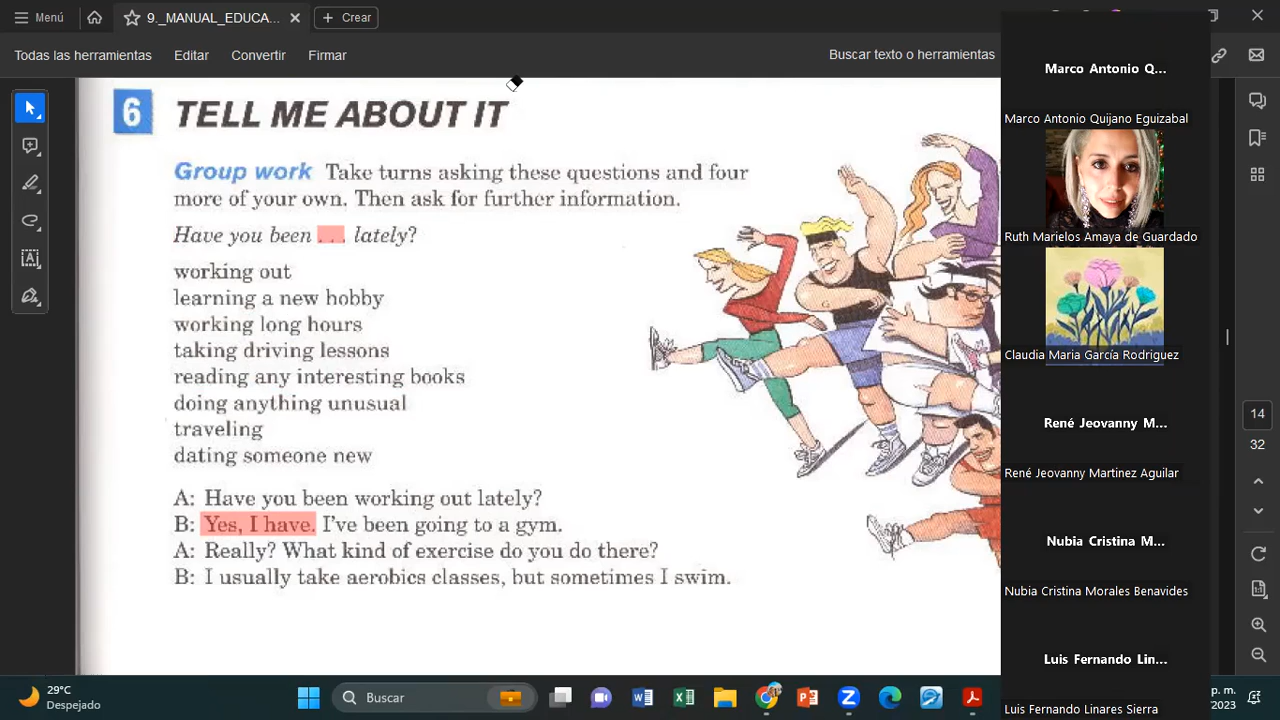 Menú
9._MANUAL_EDUCA...
Crear
Todas las herramientas
Editar
Convertir
Firmar
Buscar texto o herramientas
6 TELL ME ABOUT IT
Group work Take turns asking these questions and four
more of your own. Then ask for further information.
Have you been . . . lately?
working out
learning a new hobby
working long hours
taking driving lessons
reading any interesting books
doing anything unusual
traveling
dating someone new
A: Have you been working out lately?
B: Yes, I have. I've been going to a gym.
A: Really? What kind of exercise do you do there?
B: I usually take aerobics classes, but sometimes I swim.
Marco Antonio Q...
Marco Antonio Quijano Eguizabal
Ruth Marielos Amaya de Guardado
Claudia Maria García Rodriguez
René Jeovanny M...
René Jeovanny Martinez Aguilar
Nubia Cristina M...
Nubia Cristina Morales Benavides
Luis Fernando Lin...
Luis Fernando Linares Sierra
14
32
29°C
Despejado
Buscar
p. m.
2023